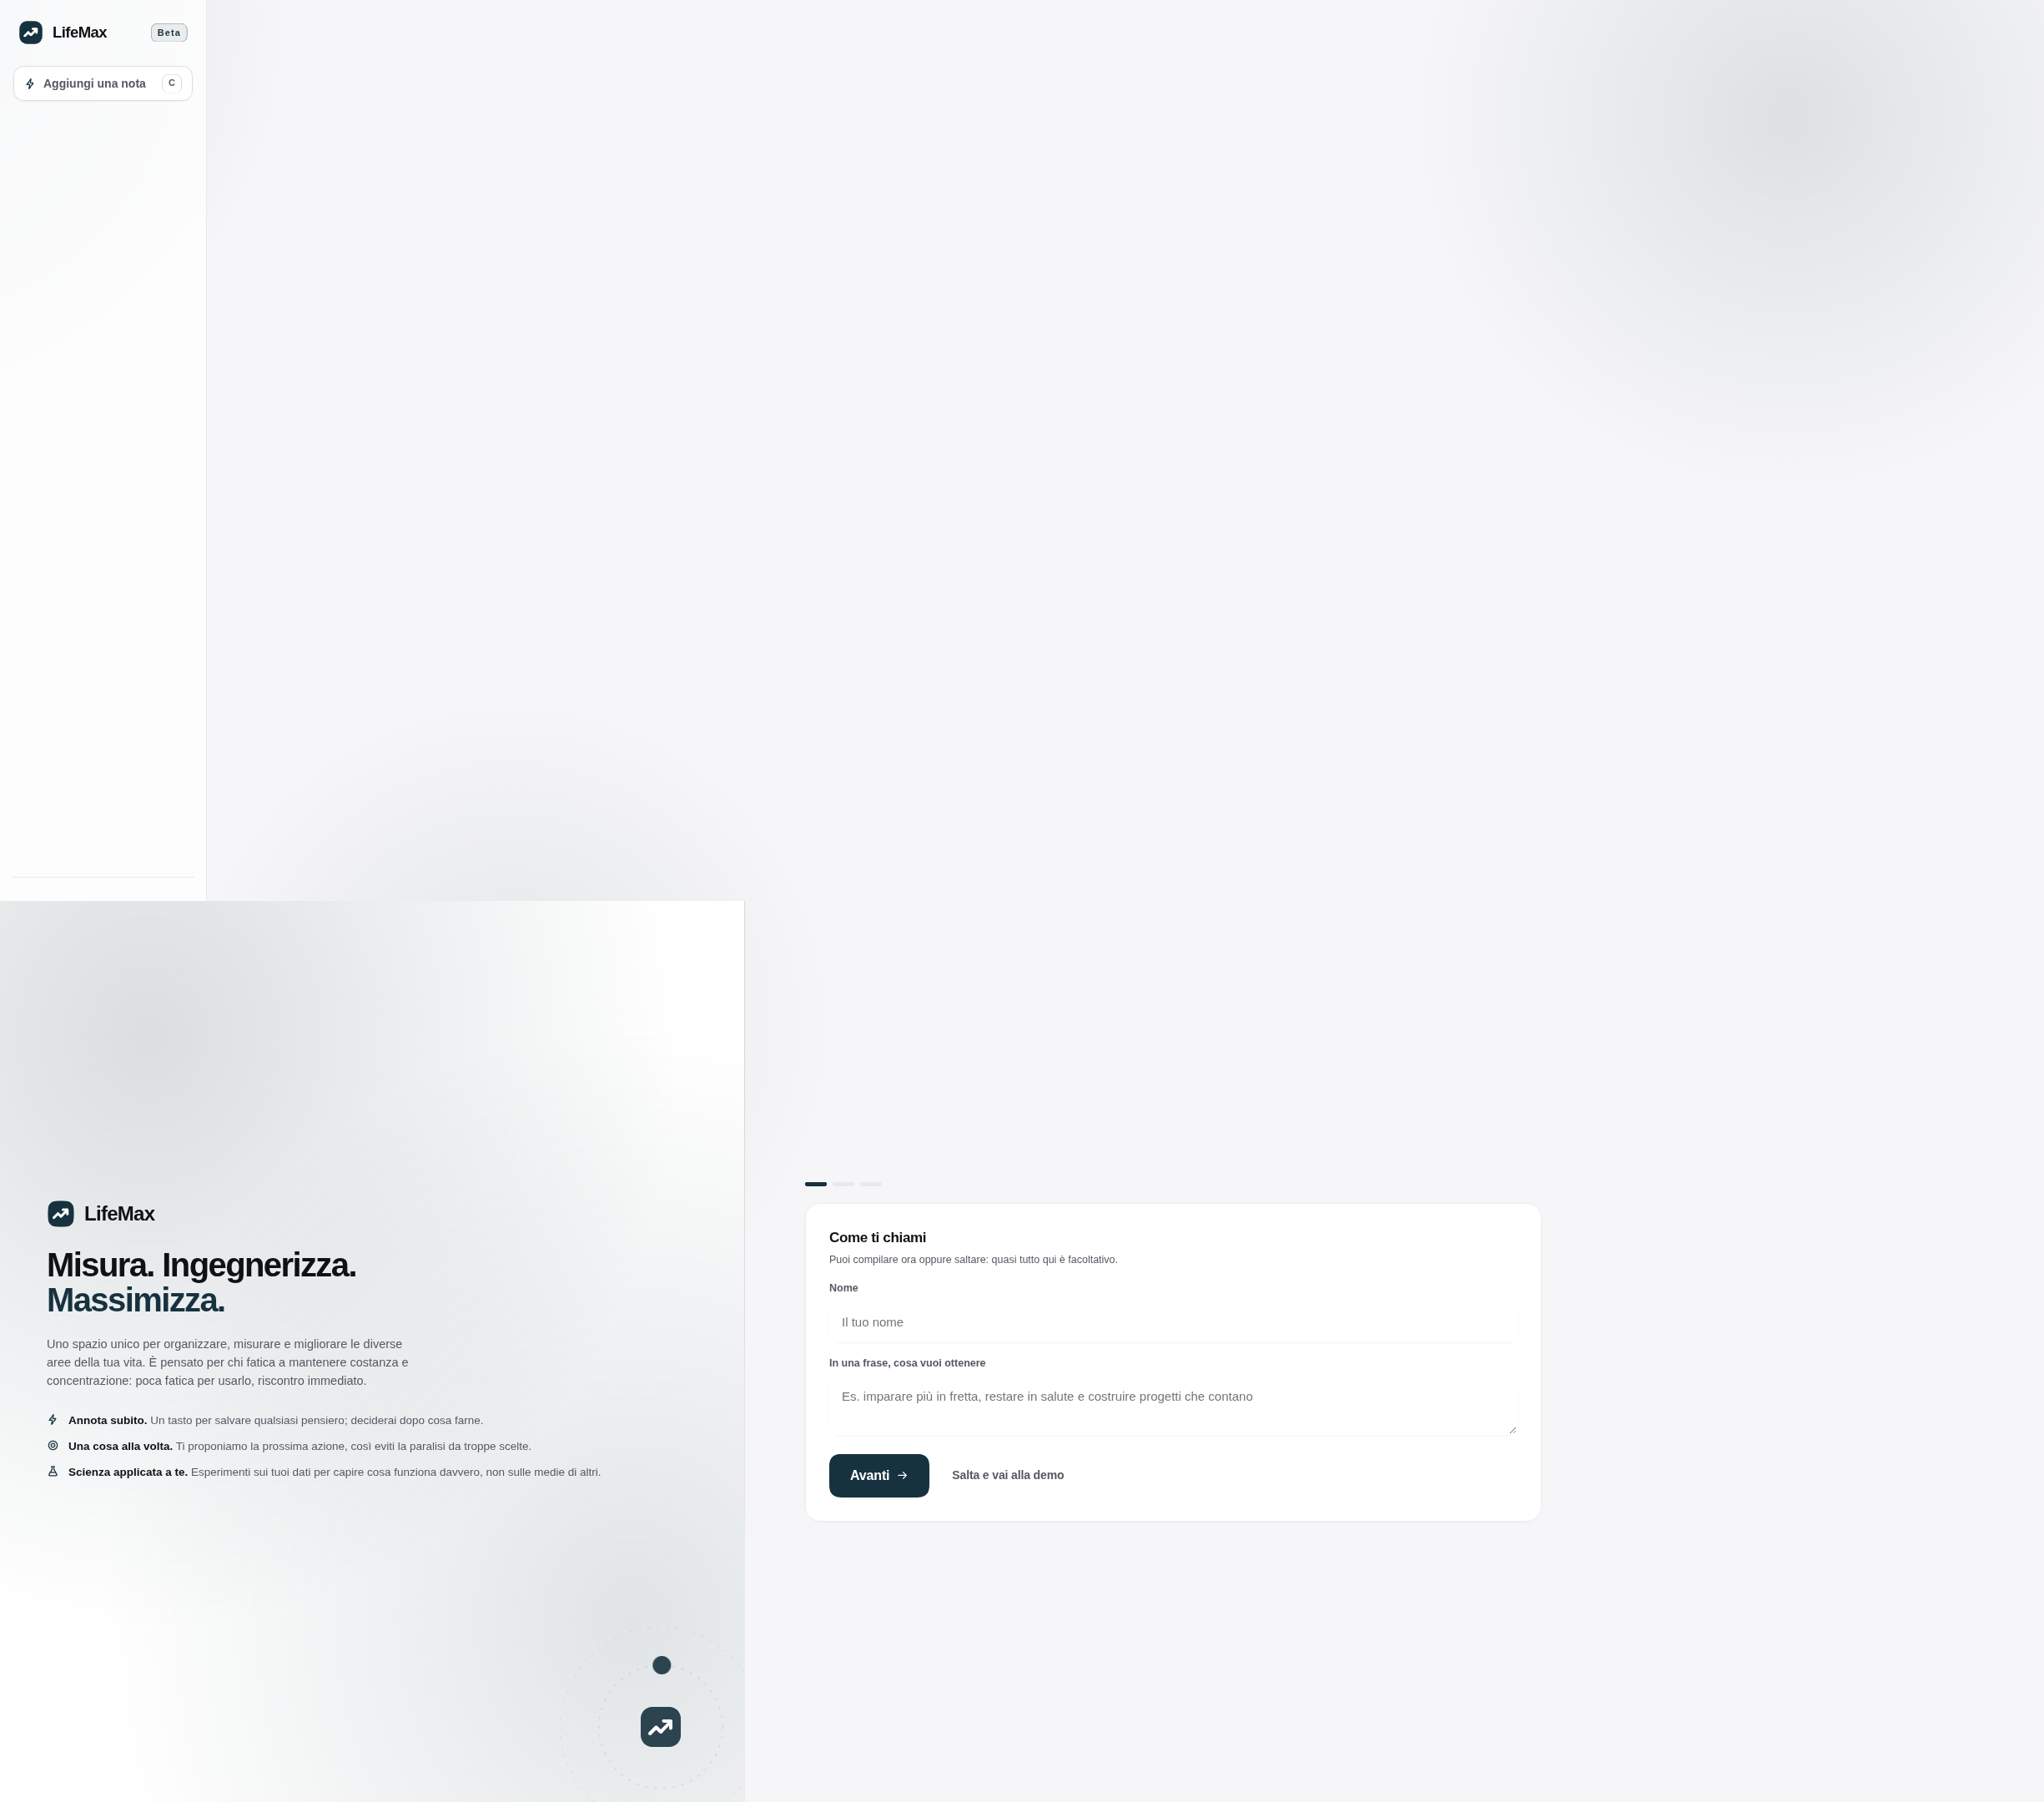 LifeMax
Beta
Aggiungi una nota
C
LifeMax
Misura. Ingegnerizza.
Massimizza.
Uno spazio unico per organizzare, misurare e migliorare le diverse
aree della tua vita. È pensato per chi fatica a mantenere costanza e
concentrazione: poca fatica per usarlo, riscontro immediato.
Annota subito. Un tasto per salvare qualsiasi pensiero; deciderai dopo cosa farne.
Una cosa alla volta. Ti proponiamo la prossima azione, così eviti la paralisi da troppe scelte.
Scienza applicata a te. Esperimenti sui tuoi dati per capire cosa funziona davvero, non sulle medie di altri.
Come ti chiami
Puoi compilare ora oppure saltare: quasi tutto qui è facoltativo.
Nome
Il tuo nome
In una frase, cosa vuoi ottenere
Es. imparare più in fretta, restare in salute e costruire progetti che contano
Avanti
Salta e vai alla demo